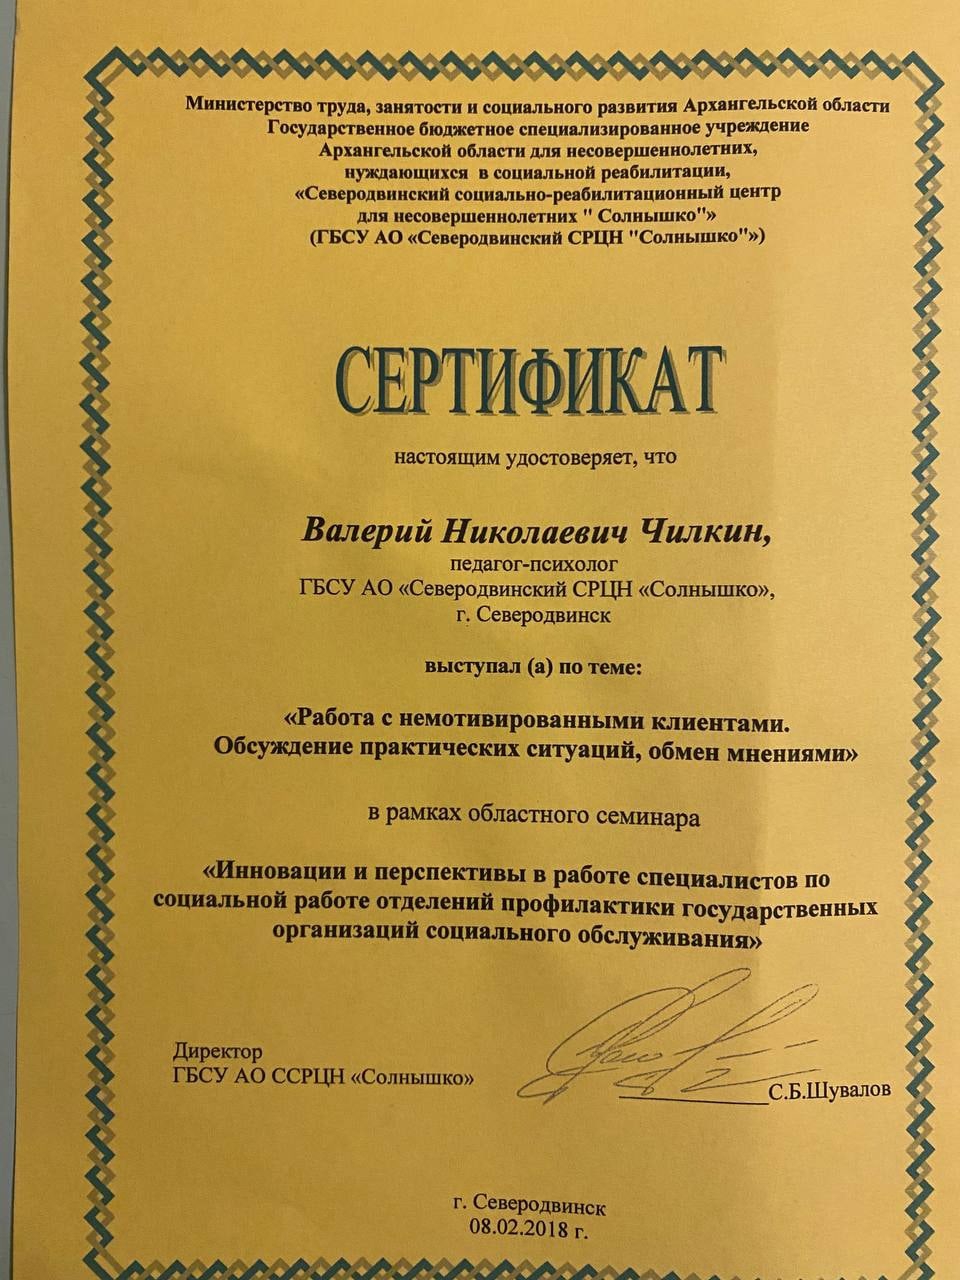 Министерство труда, занятости и социального развития Архангельской области
Государственное бюджетное специализированное учреждение
Архангельской области для несовершеннолетних,
нуждающихся в социальной реабилитации,
«Северодвинский социально-реабилитационный центр
для несовершеннолетних " Солнышко"»
(ГБСУ АО «Северодвинский СРЦН "Солнышко"»)
СЕРТИФИКАТ
настоящим удостоверяет, что
Валерий Николаевич Чилкин,
педагог-психолог
ГБСУ АО «Северодвинский СРЦН «Солнышко»,
г. Северодвинск
выступал (а) по теме:
«Работа с немотивированными клиентами.
Обсуждение практических ситуаций, обмен мнениями»
в рамках областного семинара
«Инновации и перспективы в работе специалистов по
социальной работе отделений профилактики государственных
организаций социального обслуживания»
Директор
ГБСУ АО ССРЦН «Солнышко»
С.Б.Шувалов
г. Северодвинск
08.02.2018 г.